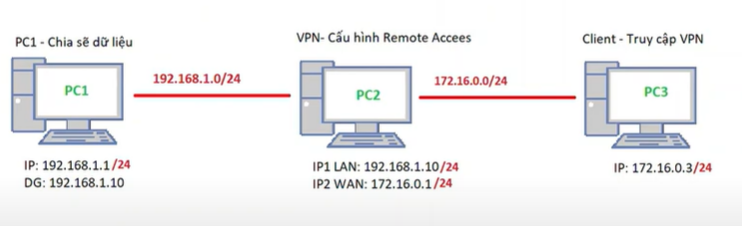 PC1 - Chia sẽ dữ liệu
VPN- Cấu hình Remote Accees
Client - Truy cập VPN
PC1
192.168.1.0/24
PC2
172.16.0.0/24
PC3
IP: 192.168.1.1/24
DG: 192.168.1.10
IP1 LAN: 192.168.1.10/24
IP2 WAN: 172.16.0.1/24
IP: 172.16.0.3/24